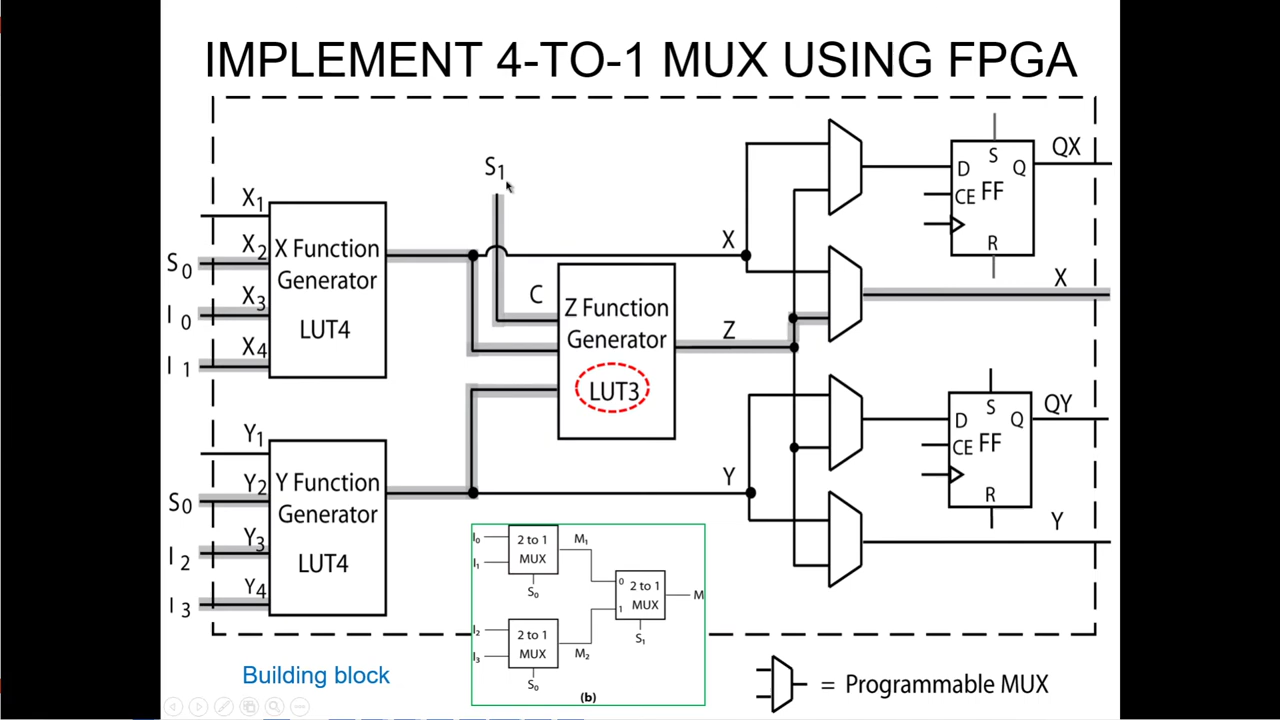 IMPLEMENT 4-TO-1 MUX USING FPGA
S1
X1
S0 X2
I0 X3
I1 X4
X Function
Generator
LUT4
C
Z Function
Generator
LUT3
X
Z
D S Q
CE FF
R
QX
X
Y1
S0 Y2
I2 Y3
I3 Y4
Y Function
Generator
LUT4
Y
D S Q
CE FF
R
QY
Y
I0
I1
2 to 1
MUX
S0
M1
I2
I3
2 to 1
MUX
S0
M2
0
1
2 to 1
MUX
S1
M
(b)
Building block
= Programmable MUX